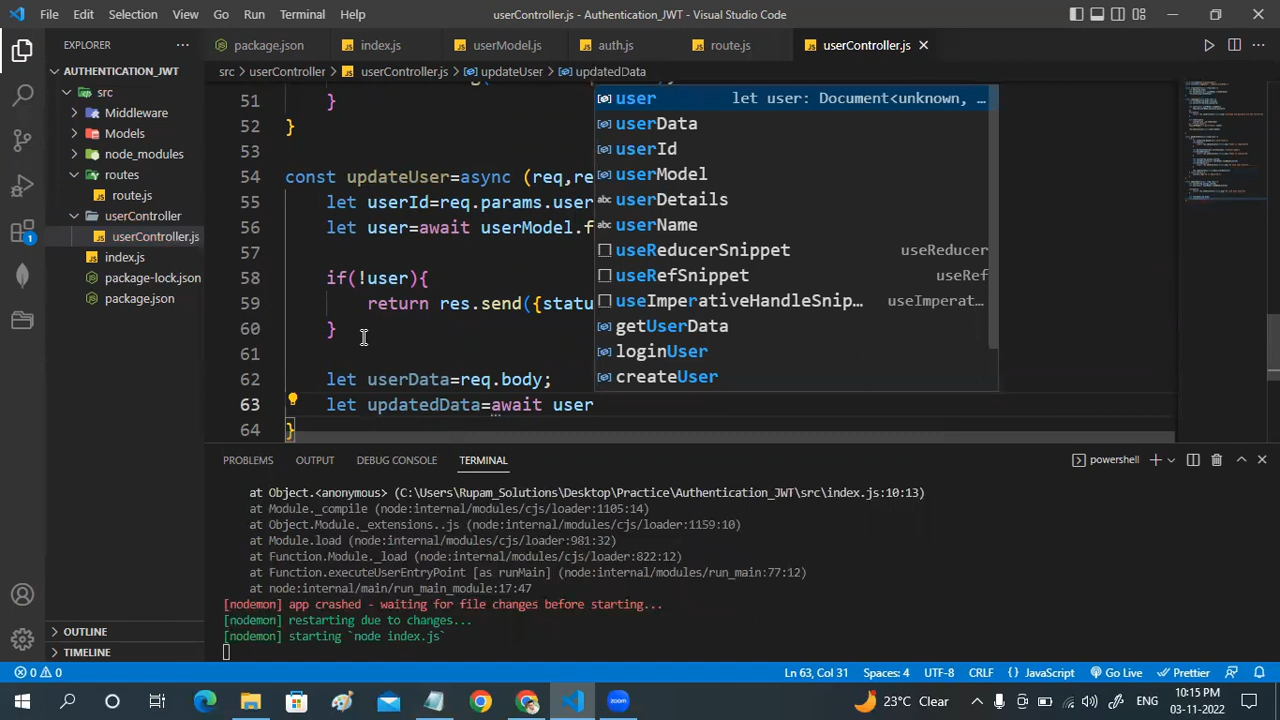 File Edit Selection View Go Run Terminal Help
userController.js - Authentication_JWT - Visual Studio Code
EXPLORER
package.json
index.js
userModel.js
auth.js
route.js
userController.js
AUTHENTICATION_JWT
src
Middleware
Models
node_modules
routes
route.js
userController
userController.js
index.js
package-lock.json
package.json
OUTLINE
TIMELINE
src > userController > userController.js > updateUser > updatedData
51 }
52 }
53
54 const updateUser=async (req,re
55 let userId=req.params.user
56 let user=await userModel.f
57
58 if(!user){
59 return res.send({statu
60 }
61
62 let userData=req.body;
63 let updatedData=await user
64 }
user let user: Document<unknown, …
userData
userId
userModel
userDetails
userName
useReducerSnippet useReducer
useRefSnippet useRef
useImperativeHandleSnip… useImperat…
getUserData
loginUser
createUser
PROBLEMS OUTPUT DEBUG CONSOLE TERMINAL
powershell
at Object.<anonymous> (C:\Users\Rupam_Solutions\Desktop\Practice\Authentication_JWT\src\index.js:10:13)
at Module._compile (node:internal/modules/cjs/loader:1105:14)
at Object.Module._extensions..js (node:internal/modules/cjs/loader:1159:10)
at Module.load (node:internal/modules/cjs/loader:981:32)
at Function.Module._load (node:internal/modules/cjs/loader:822:12)
at Function.executeUserEntryPoint [as runMain] (node:internal/modules/run_main:77:12)
at node:internal/main/run_main_module:17:47
[nodemon] app crashed - waiting for file changes before starting...
[nodemon] restarting due to changes...
[nodemon] starting `node index.js`
0 0 Ln 63, Col 31 Spaces: 4 UTF-8 CRLF {} JavaScript Go Live Prettier
23°C Clear ENG 10:15 PM
03-11-2022